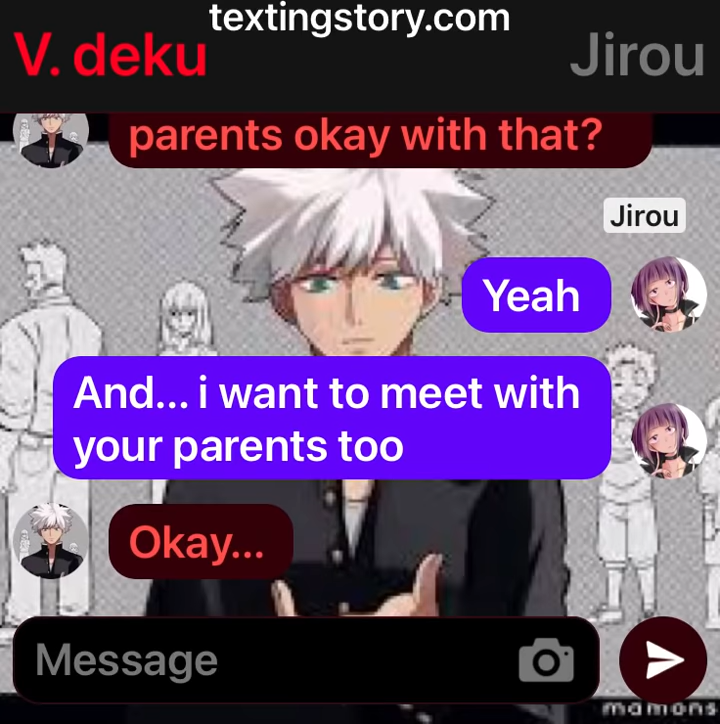 textingstory.com
V. deku
Jirou
parents okay with that?
Jirou
Yeah
And... i want to meet with
your parents too
Okay...
Message
mamons